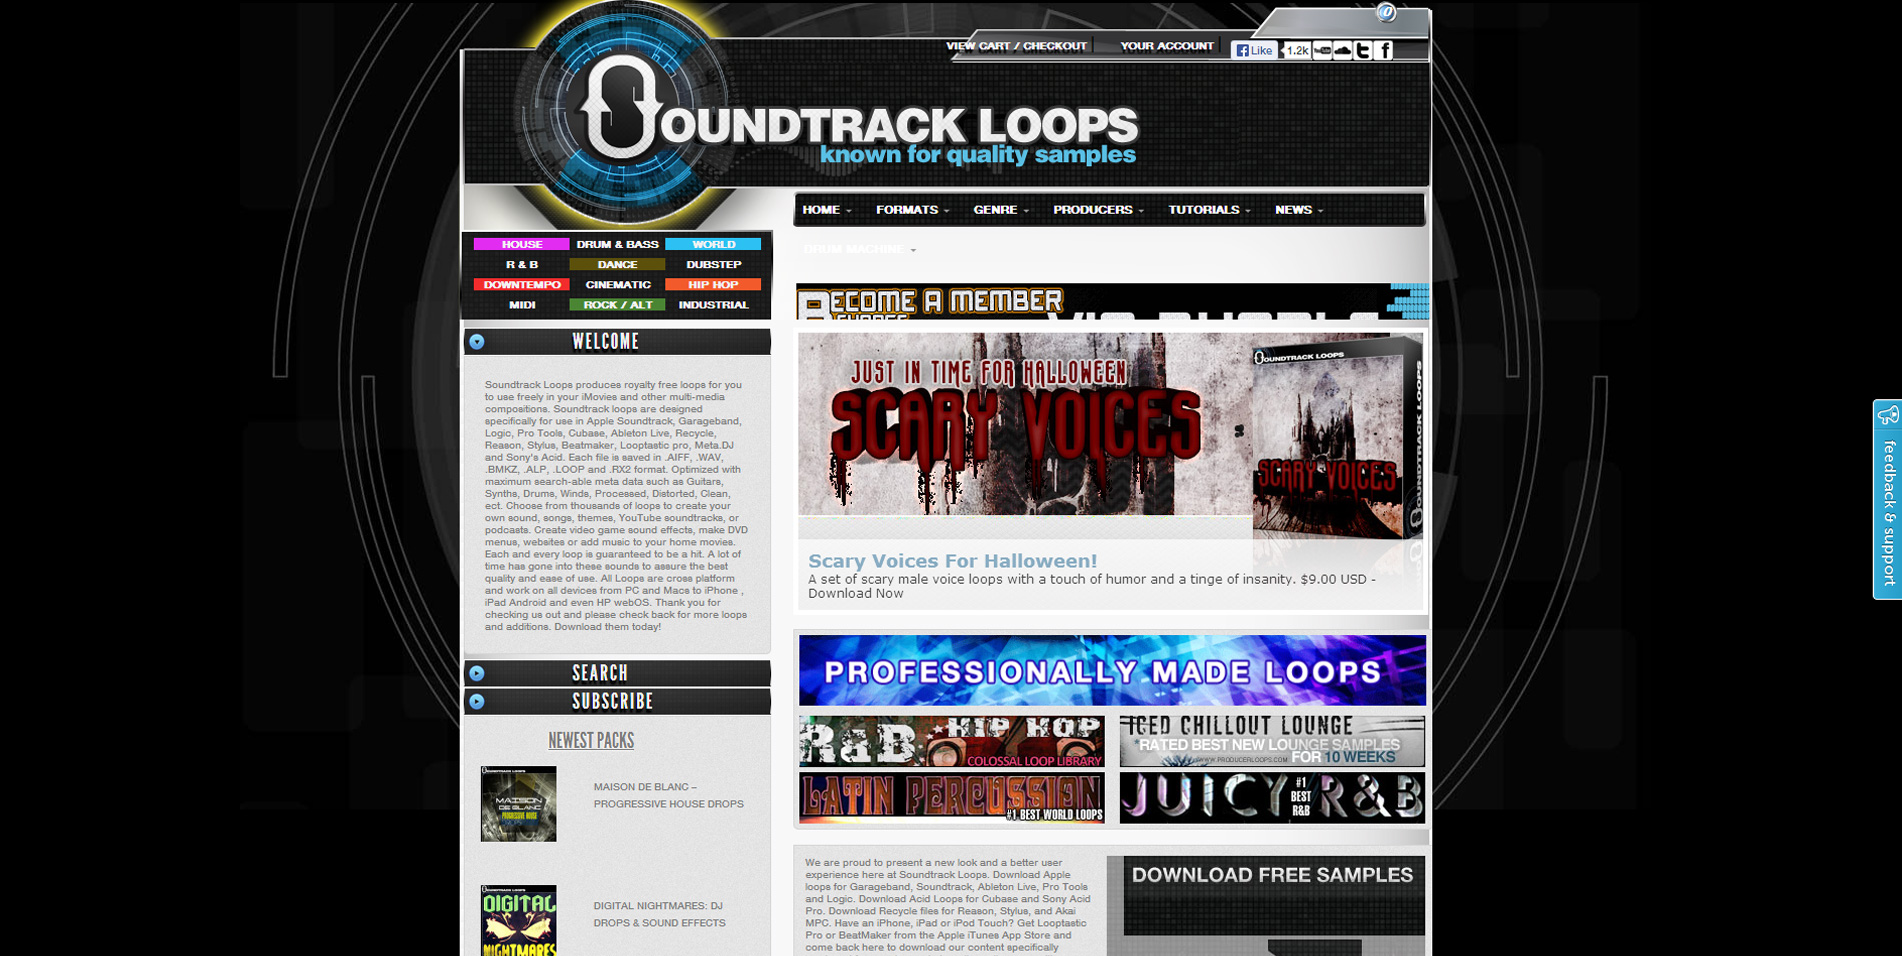 0
VIEW CART / CHECKOUT
YOUR ACCOUNT
Like
1.2k
SOUNDTRACK LOOPS
known for quality samples
HOME
FORMATS
GENRE
PRODUCERS
TUTORIALS
NEWS
DRUM MACHINE
HOUSE DRUM & BASS WORLD
R & B DANCE DUBSTEP
DOWNTEMPO CINEMATIC HIP HOP
MIDI ROCK / ALT INDUSTRIAL
WELCOME
Soundtrack Loops produces royalty free loops for you
to use freely in your iMovies and other multi-media
compositions. Soundtrack loops are designed
specifically for use in Apple Soundtrack, Garageband,
Logic, Pro Tools, Cubase, Ableton Live, Recycle,
Reason, Stylus, Beatmaker, Looptastic pro, Meta.DJ
and Sony's Acid. Each file is saved in .AIFF, .WAV,
.BMKZ, .ALP, .LOOP and .RX2 format. Optimized with
maximum search-able meta data such as Guitars,
Synths, Drums, Winds, Processed, Distorted, Clean,
ect. Choose from thousands of loops to create your
own sound, songs, themes, YouTube soundtracks, or
podcasts. Create video game sound effects, make DVD
menus, websites or add music to your home movies.
Each and every loop is guaranteed to be a hit. A lot of
time has gone into these sounds to assure the best
quality and ease of use. All Loops are cross platform
and work on all devices from PC and Macs to iPhone ,
iPad Android and even HP webOS. Thank you for
checking us out and please check back for more loops
and additions. Download them today!
SEARCH
SUBSCRIBE
NEWEST PACKS
SOUNDTRACK LOOPS
MAISON
DE BLANC
PROGRESSIVE HOUSE
MAISON DE BLANC –
PROGRESSIVE HOUSE DROPS
SOUNDTRACK LOOPS
DIGITAL
NIGHTMARES
DIGITAL NIGHTMARES: DJ
DROPS & SOUND EFFECTS
BECOME A MEMBER
JUST IN TIME FOR HALLOWEEN
SCARY VOICES
SOUNDTRACK LOOPS
SCARY VOICES
SOUNDTRACK LOOPS
Scary Voices For Halloween!
A set of scary male voice loops with a touch of humor and a tinge of insanity. $9.00 USD -
Download Now
PROFESSIONALLY MADE LOOPS
R&B HIP HOP
COLOSSAL LOOP LIBRARY
ICED CHILLOUT LOUNGE
*RATED BEST NEW LOUNGE SAMPLES
WWW.PRODUCERLOOPS.COM FOR 10 WEEKS
LATIN PERCUSSION
#1 BEST WORLD LOOPS
JUICY R&B
#1
BEST
R&B
We are proud to present a new look and a better user
experience here at Soundtrack Loops. Download Apple
loops for Garageband, Soundtrack, Ableton Live, Pro Tools
and Logic. Download Acid Loops for Cubase and Sony Acid
Pro. Download Recycle files for Reason, Stylus, and Akai
MPC. Have an iPhone, iPad or iPod Touch? Get Looptastic
Pro or BeatMaker from the Apple iTunes App Store and
come back here to download our content specifically
DOWNLOAD FREE SAMPLES
feedback & support